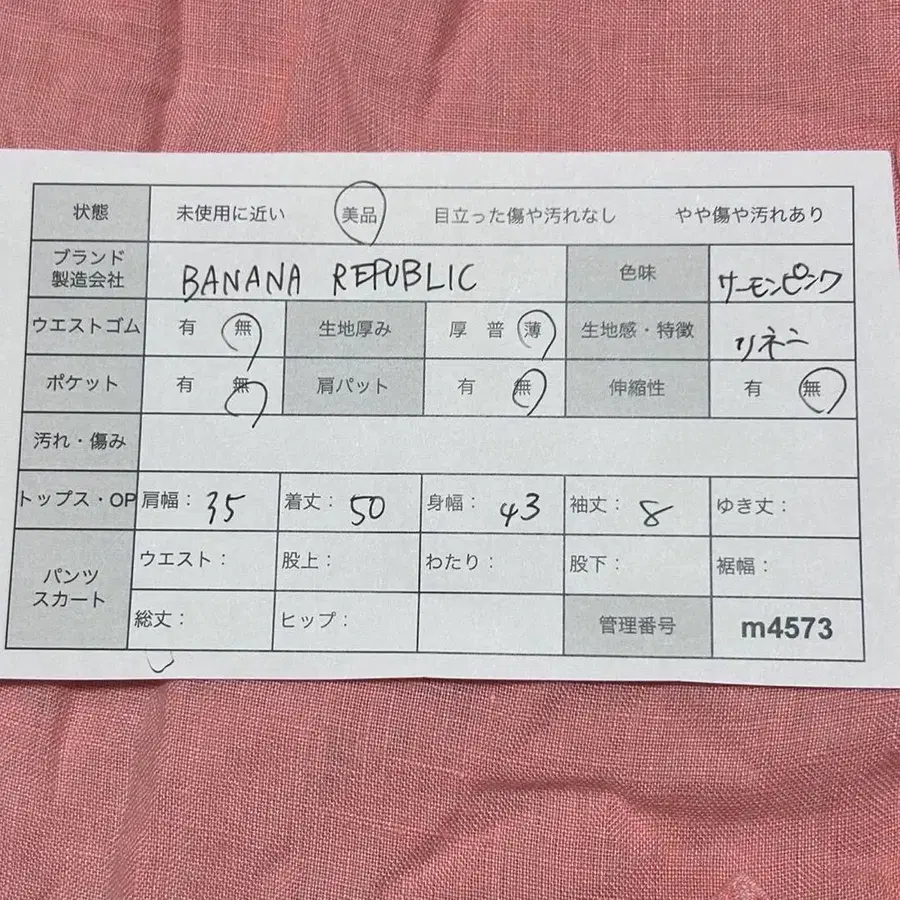 状態 未使用に近い 美品 目立った傷や汚れなし やや傷や汚れあり
ブランド
製造会社 BANANA REPUBLIC 色味 サーモンピンク
ウエストゴム 有 無 生地厚み 厚 普 薄 生地感・特徴 リネン
ポケット 有 無 肩パット 有 無 伸縮性 有 無
汚れ・傷み
トップス・OP 肩幅: 35 着丈: 50 身幅: 43 袖丈: 8 ゆき丈:
パンツ
スカート
ウエスト: 股上: わたり: 股下: 裾幅:
総丈: ヒップ: 管理番号 m4573